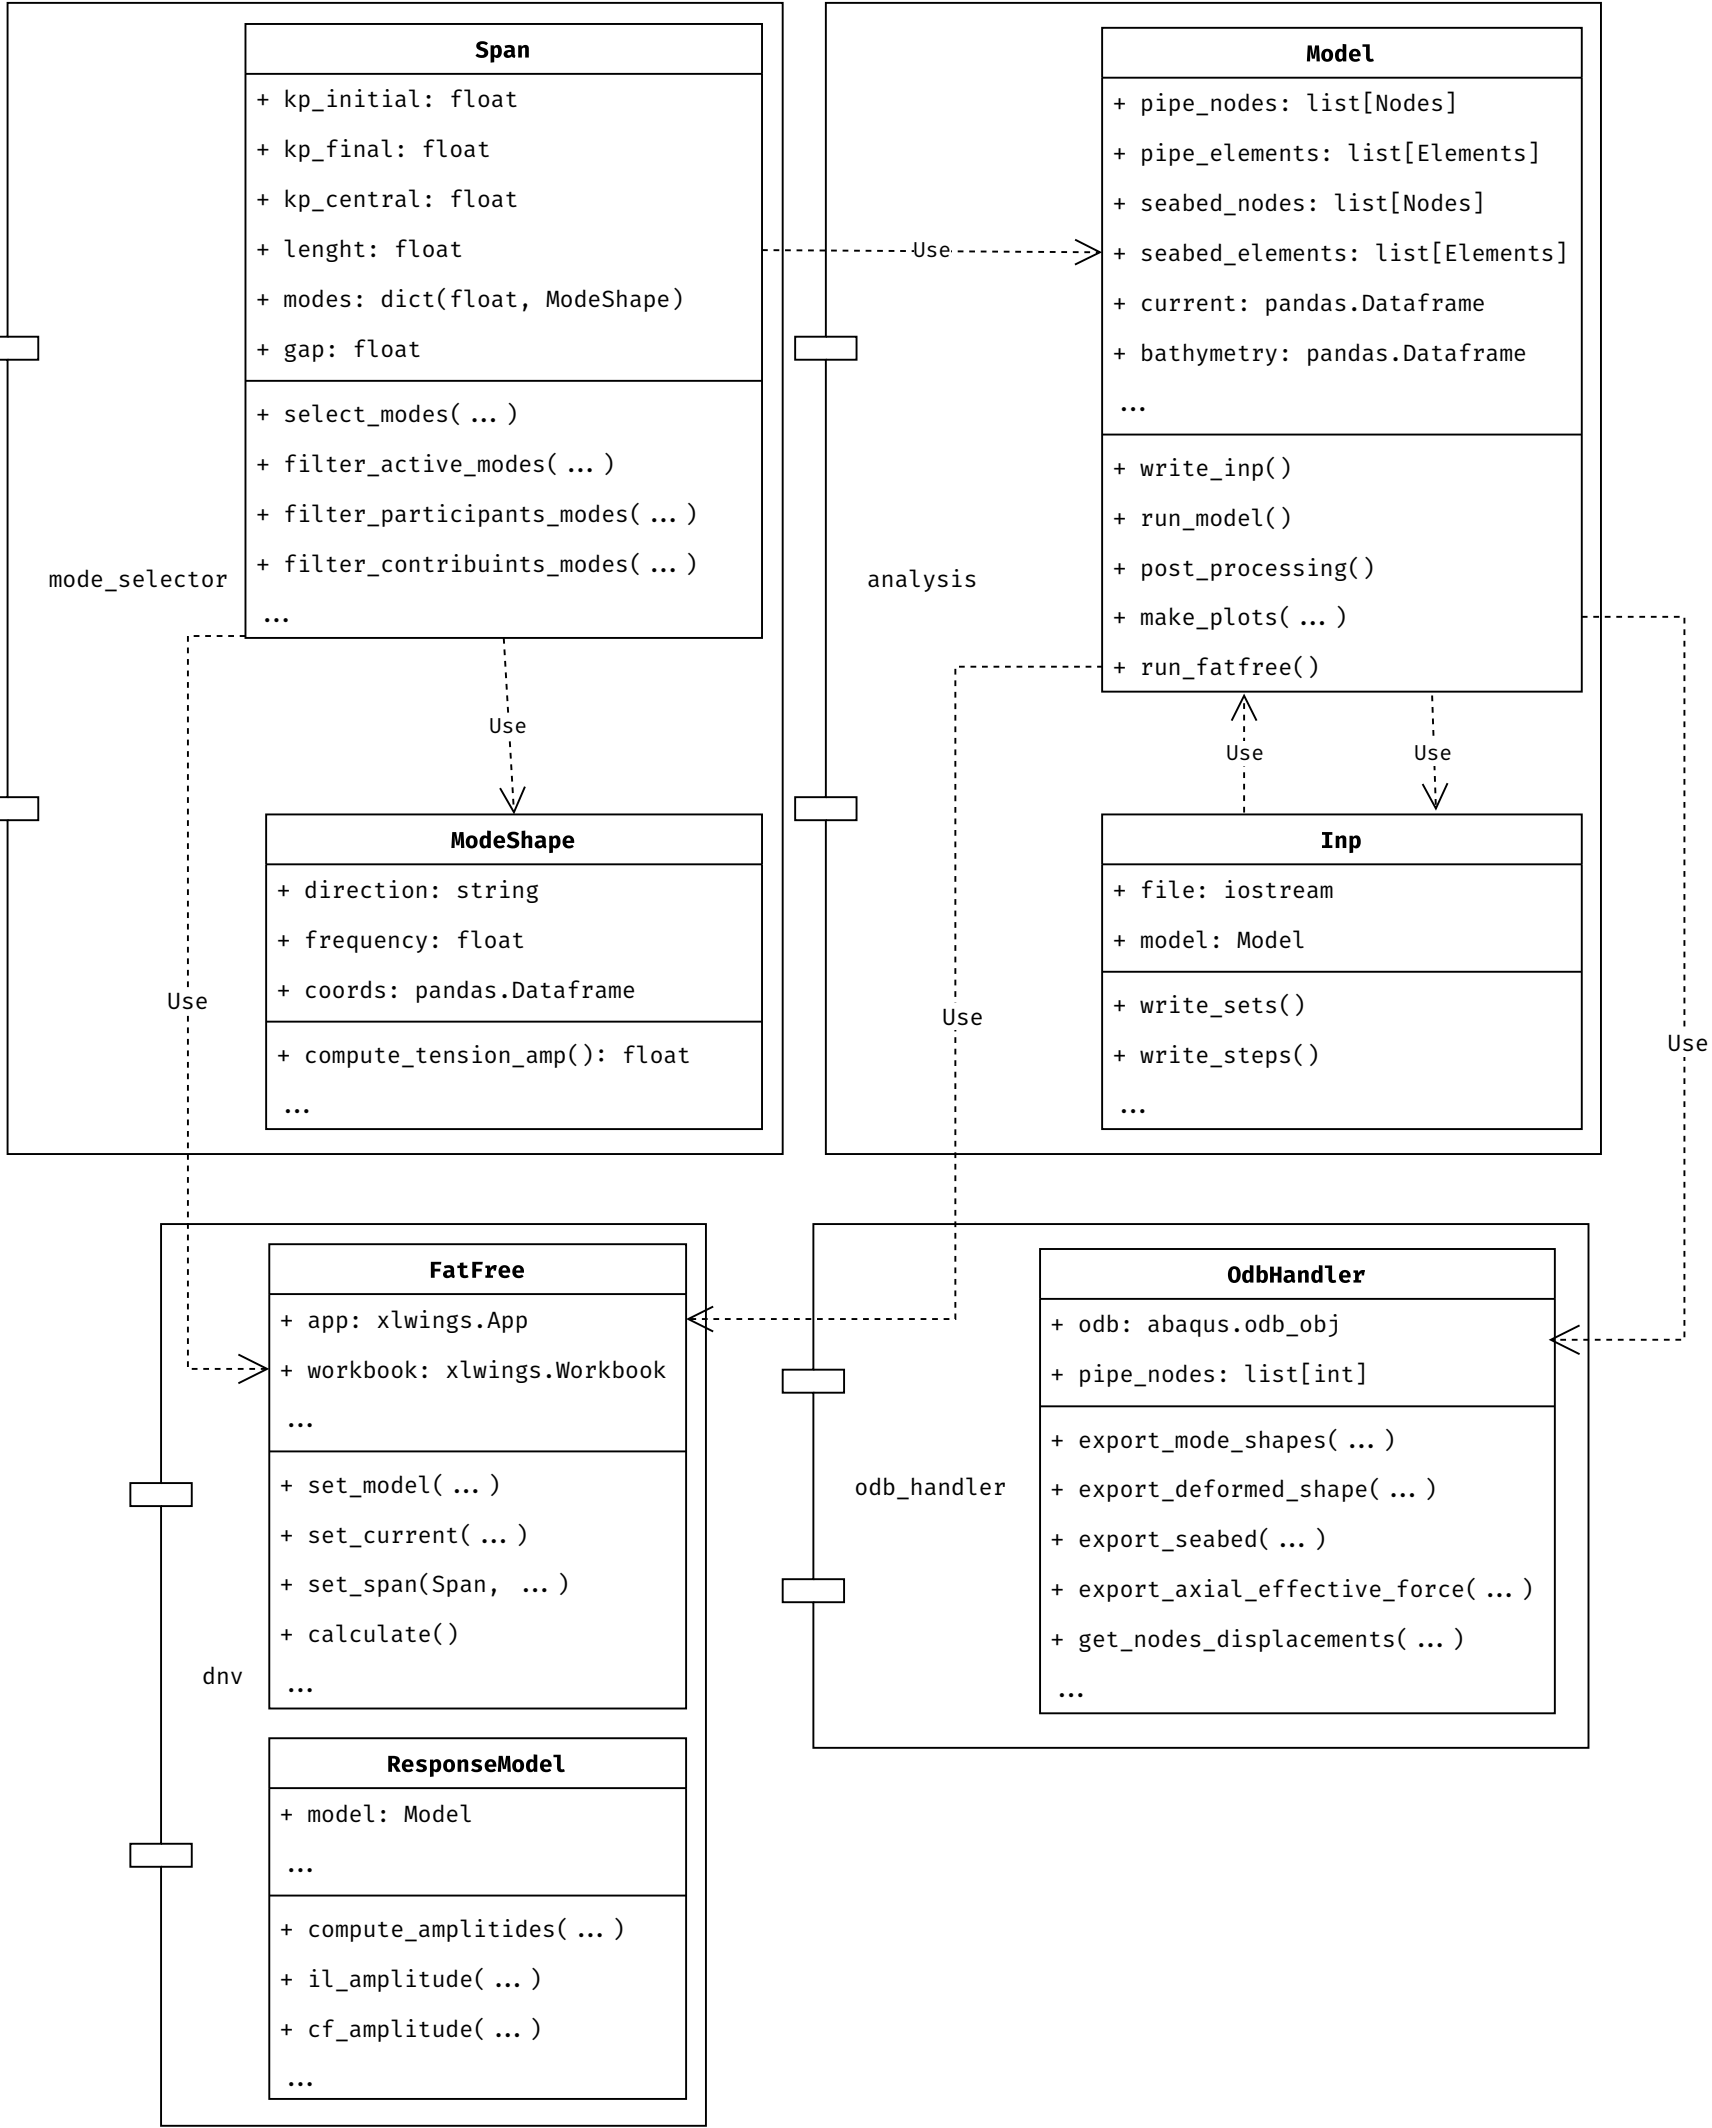 Span
+ kp_initial: float
+ kp_final: float
+ kp_central: float
+ lenght: float
+ modes: dict(float, ModeShape)
+ gap: float
+ select_modes(...)
+ filter_active_modes(...)
+ filter_participants_modes(...)
+ filter_contribuints_modes(...)
...
mode_selector
Use
Use
Use
ModeShape
+ direction: string
+ frequency: float
+ coords: pandas.Dataframe
+ compute_tension_amp(): float
...
Model
+ pipe_nodes: list[Nodes]
+ pipe_elements: list[Elements]
+ seabed_nodes: list[Nodes]
+ seabed_elements: list[Elements]
+ current: pandas.Dataframe
+ bathymetry: pandas.Dataframe
...
+ write_inp()
+ run_model()
+ post_processing()
+ make_plots(...)
+ run_fatfree()
analysis
Use
Use
Use
Use
Inp
+ file: iostream
+ model: Model
+ write_sets()
+ write_steps()
...
FatFree
+ app: xlwings.App
+ workbook: xlwings.Workbook
...
+ set_model(...)
+ set_current(...)
+ set_span(Span, ...)
+ calculate()
...
dnv
ResponseModel
+ model: Model
...
+ compute_amplitides(...)
+ il_amplitude(...)
+ cf_amplitude(...)
...
OdbHandler
+ odb: abaqus.odb_obj
+ pipe_nodes: list[int]
+ export_mode_shapes(...)
+ export_deformed_shape(...)
+ export_seabed(...)
+ export_axial_effective_force(...)
+ get_nodes_displacements(...)
...
odb_handler